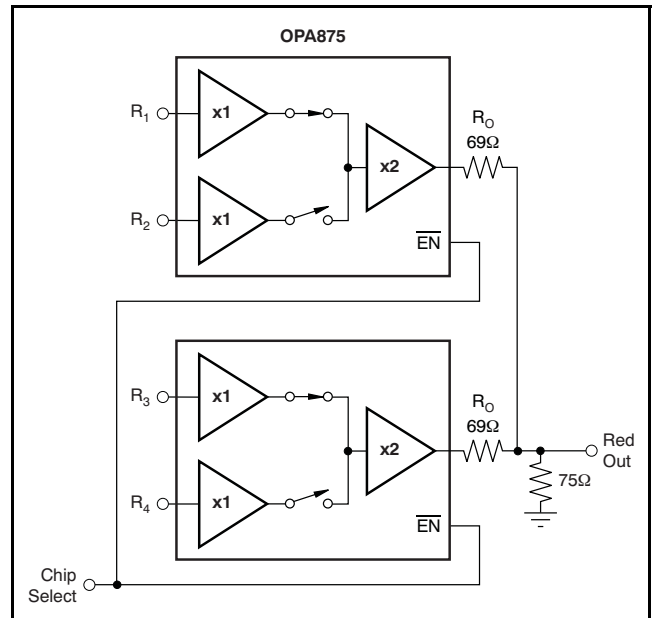 OPA875
R1
x1
RO
69Ω
x2
R2
x1
EN
R3
x1
RO
69Ω
x2
Red
Out
R4
x1
75Ω
EN
Chip
Select